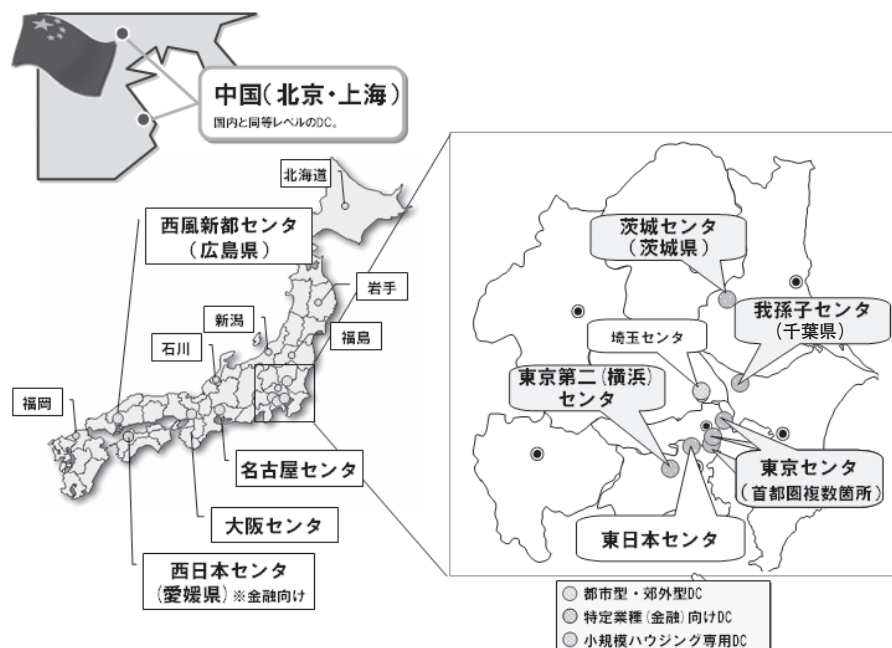 中国(北京・上海)
国内と同等レベルのDC。
北海道
西風新都センタ
(広島県)
岩手
新潟
福島
石川
福岡
名古屋センタ
大阪センタ
西日本センタ
(愛媛県)※金融向け
茨城センタ
(茨城県)
我孫子センタ
(千葉県)
埼玉センタ
東京第二(横浜)
センタ
東京センタ
(首都圏複数箇所)
東日本センタ
都市型・郊外型DC
特定業種(金融)向けDC
小規模ハウジング専用DC